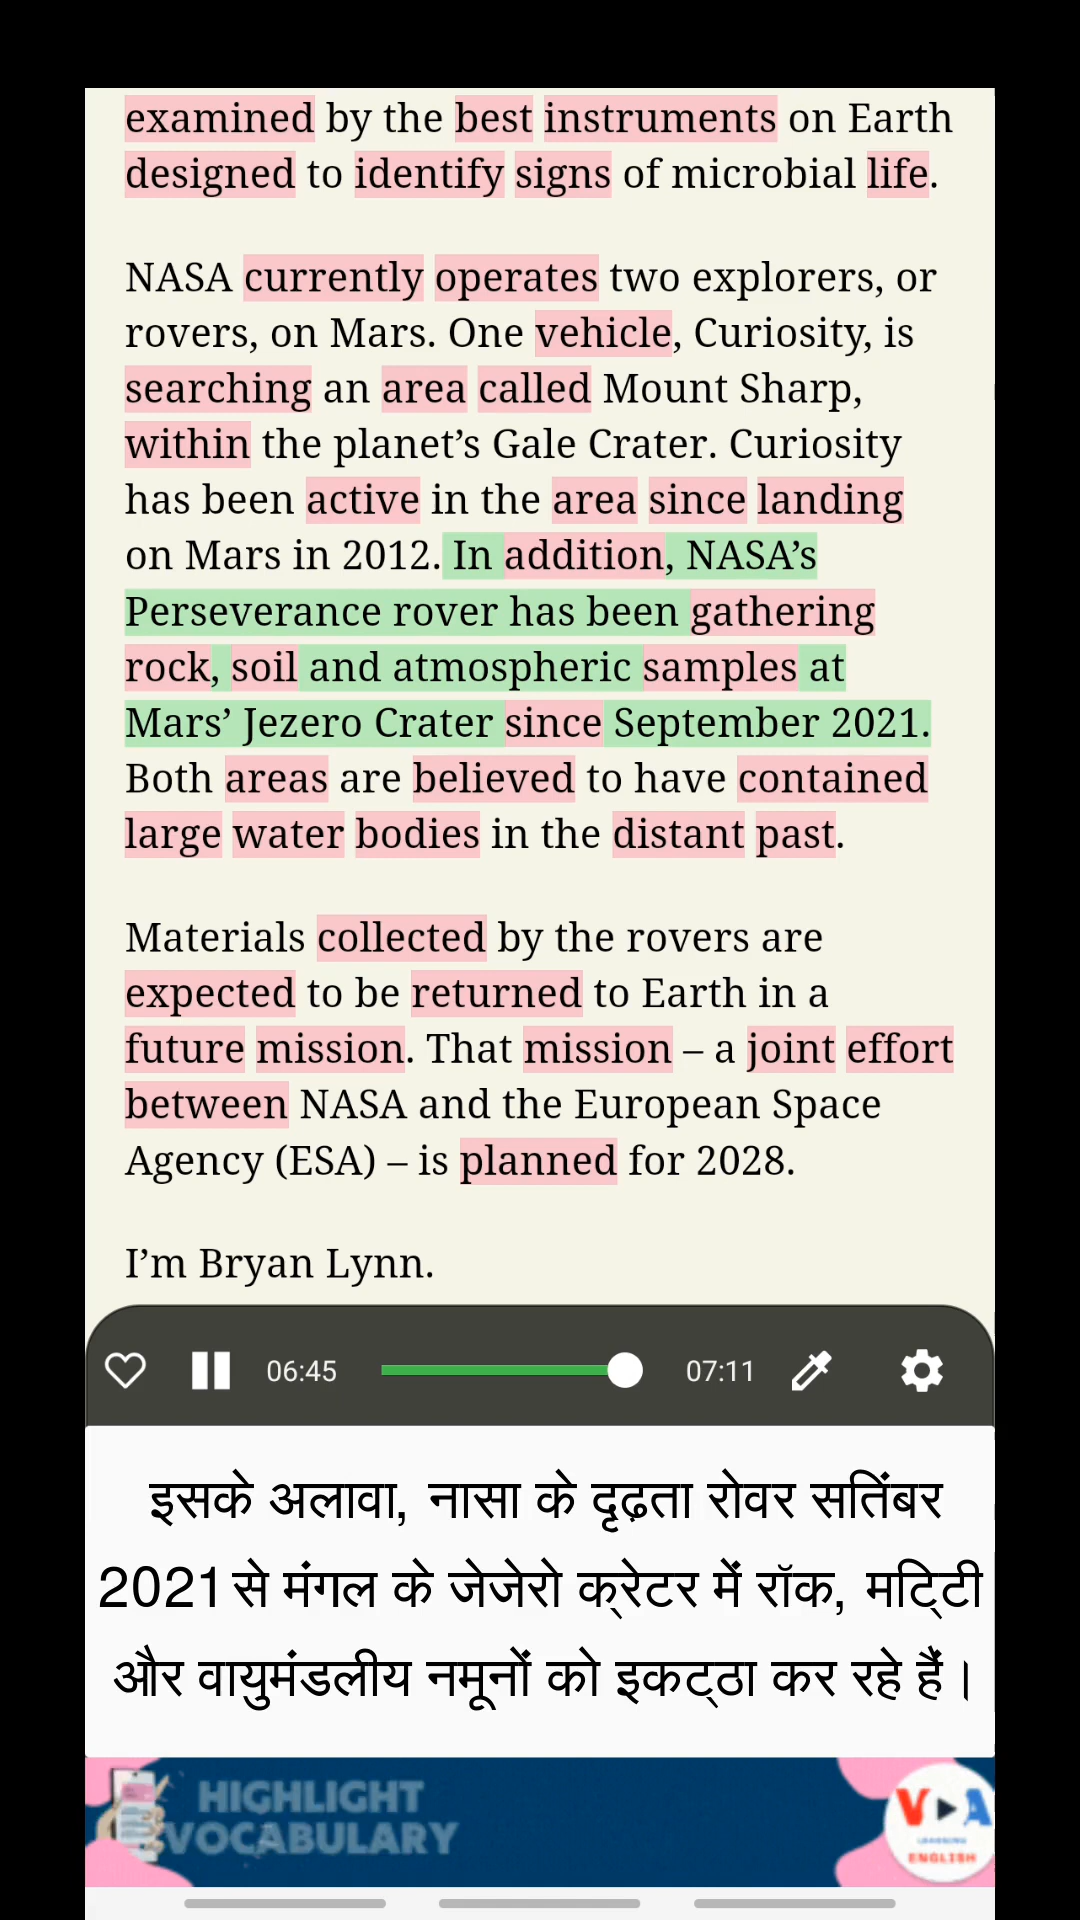 examined by the best instruments on Earth
designed to identify signs of microbial life.
NASA currently operates two explorers, or
rovers, on Mars. One vehicle, Curiosity, is
searching an area called Mount Sharp,
within the planet’s Gale Crater. Curiosity
has been active in the area since landing
on Mars in 2012. In addition, NASA’s
Perseverance rover has been gathering
rock, soil and atmospheric samples at
Mars’ Jezero Crater since September 2021.
Both areas are believed to have contained
large water bodies in the distant past.
Materials collected by the rovers are
expected to be returned to Earth in a
future mission. That mission – a joint effort
between NASA and the European Space
Agency (ESA) – is planned for 2028.
I’m Bryan Lynn.
06:45 07:11
इसके अलावा, नासा के दृढ़ता रोवर सितंबर
2021 से मंगल के जेजेरो क्रेटर में रॉक, मिट्टी
और वायुमंडलीय नमूनों को इकट्ठा कर रहे हैं।
HIGHLIGHT
VOCABULARY
VOA
LEARNING
ENGLISH